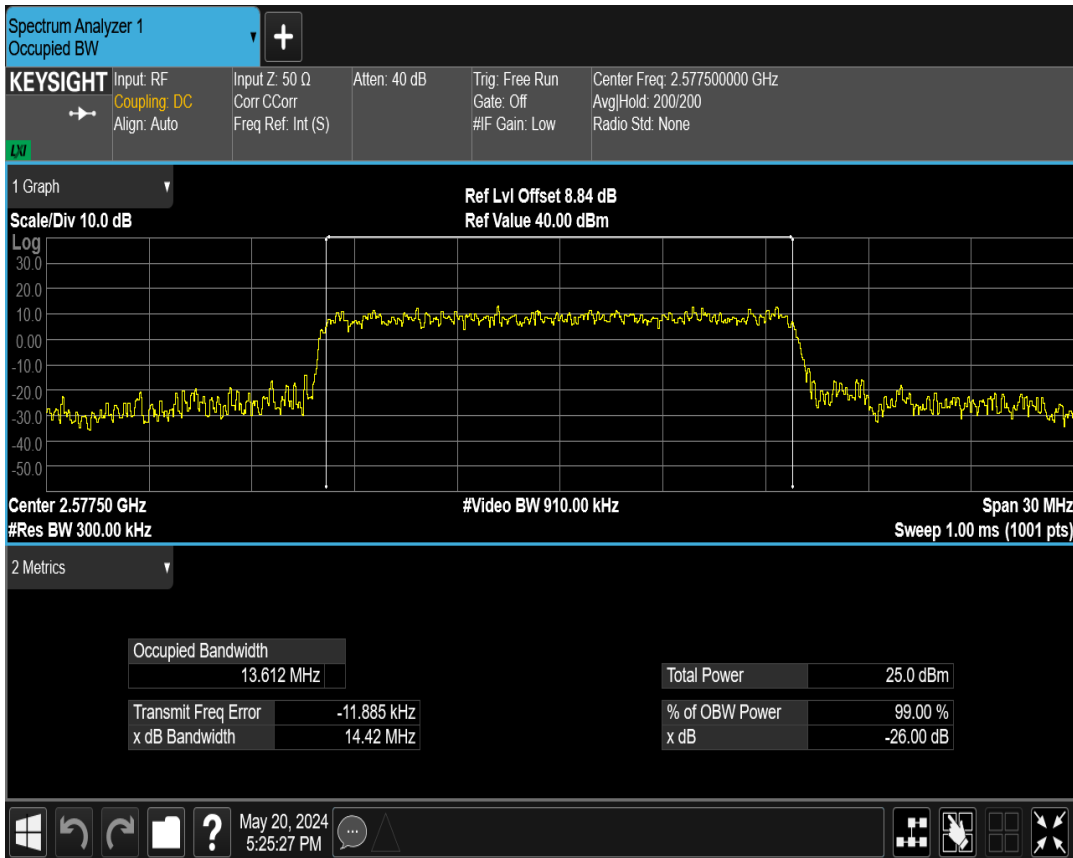 Spectrum Analyzer 1
Occupied BW
KEYSIGHT
LXI
Input: RF
Coupling: DC
Align: Auto
Input Z: 50 Ω
Corr CCorr
Freq Ref: Int (S)
Atten: 40 dB
Trig: Free Run
Gate: Off
#IF Gain: Low
Center Freq: 2.577500000 GHz
Avg|Hold: 200/200
Radio Std: None
1 Graph
Scale/Div 10.0 dB
Ref Lvl Offset 8.84 dB
Ref Value 40.00 dBm
Log
30.0
20.0
10.0
0.00
-10.0
-20.0
-30.0
-40.0
-50.0
Center 2.57750 GHz
#Video BW 910.00 kHz
Span 30 MHz
#Res BW 300.00 kHz
Sweep 1.00 ms (1001 pts)
2 Metrics
Occupied Bandwidth
13.612 MHz
Total Power 25.0 dBm
Transmit Freq Error -11.885 kHz
% of OBW Power 99.00 %
x dB Bandwidth 14.42 MHz
x dB -26.00 dB
?
May 20, 2024
5:25:27 PM